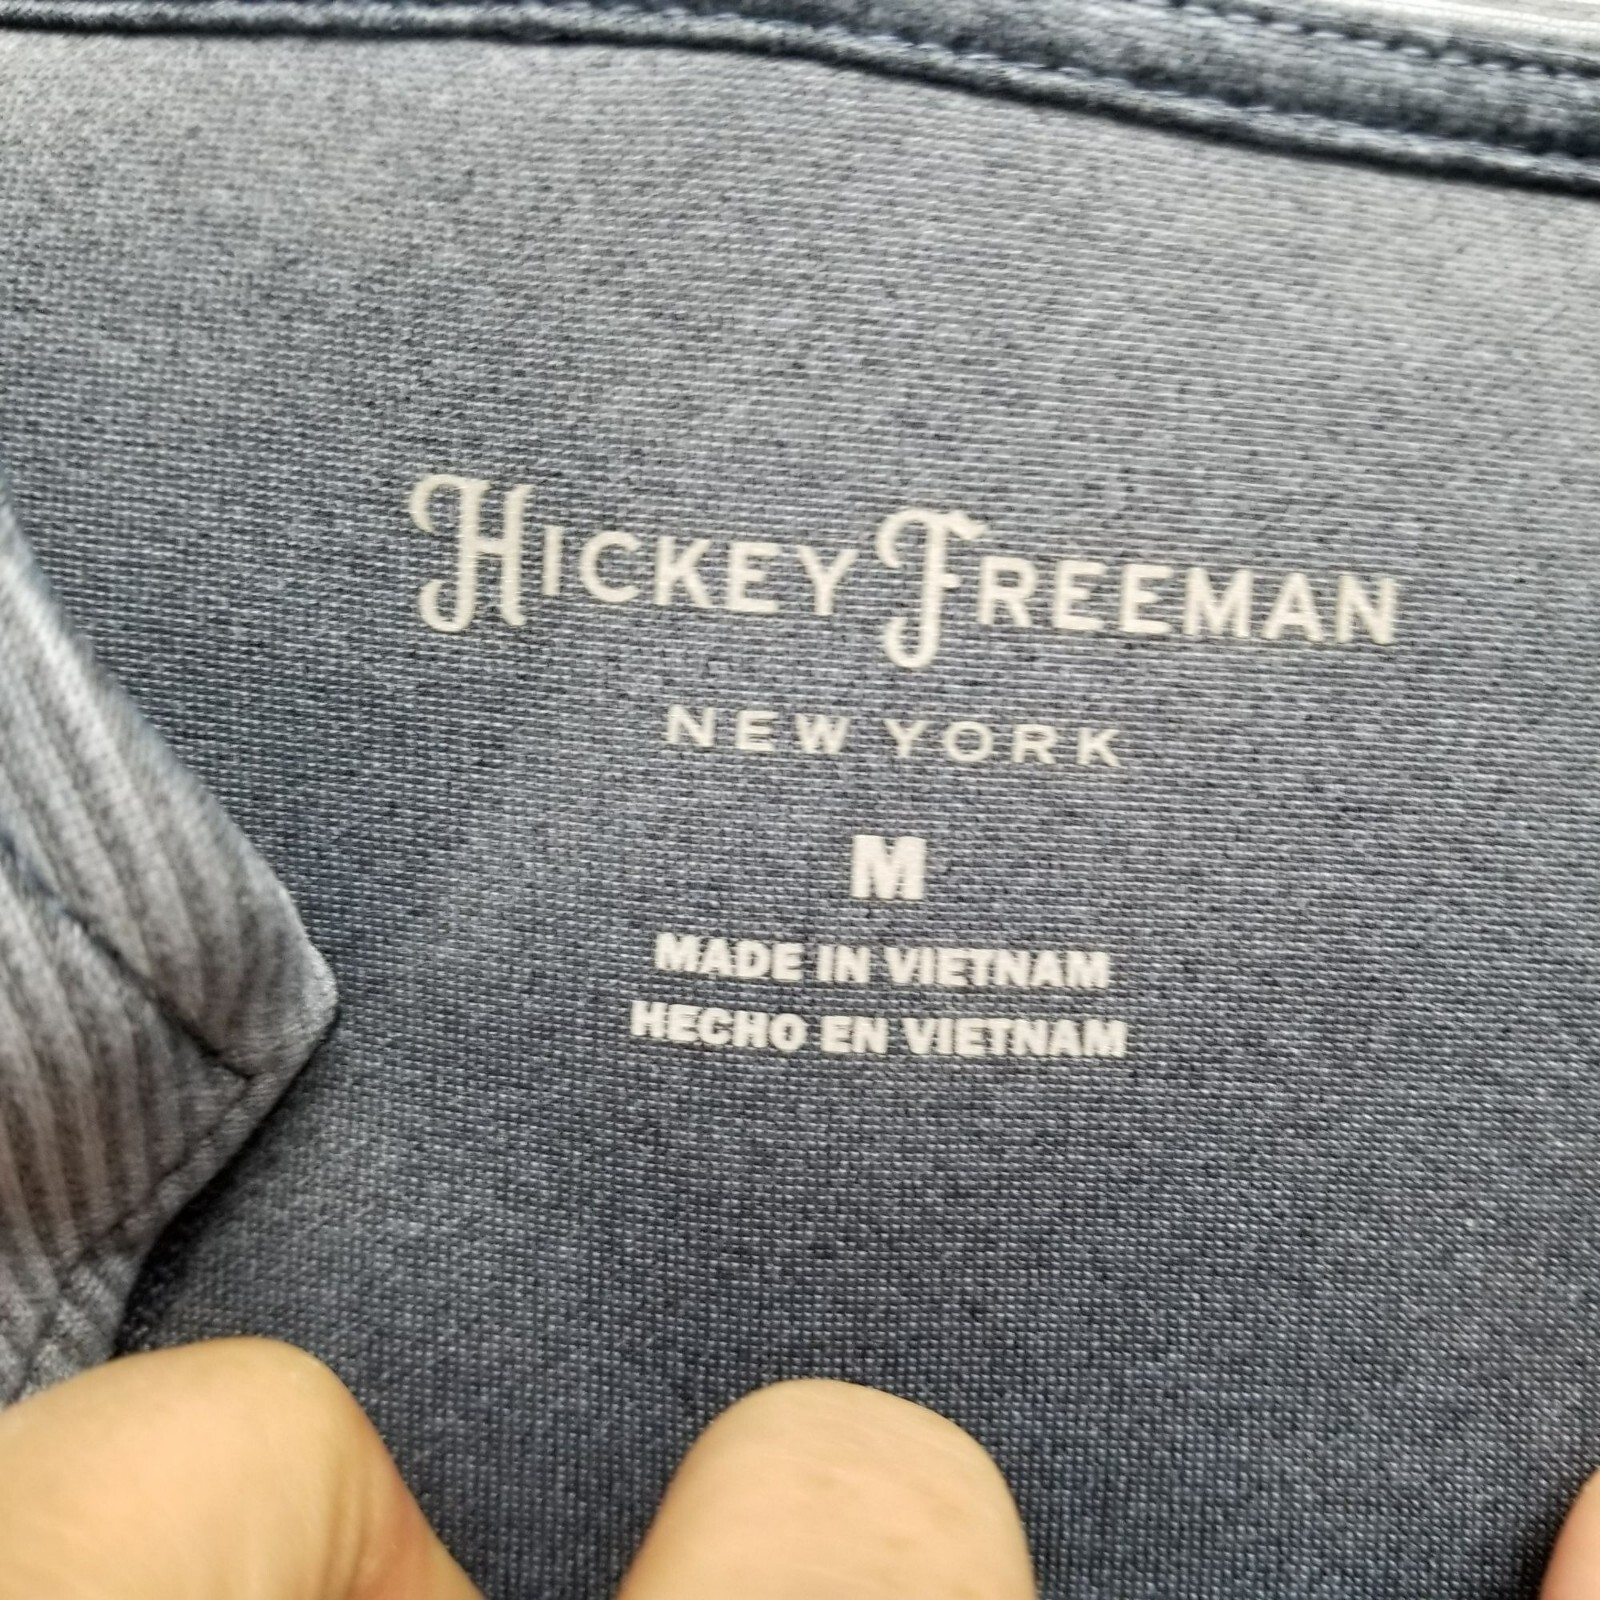 HICKEY FREEMAN
NEW YORK
M
MADE IN VIETNAM
HECHO EN VIETNAM